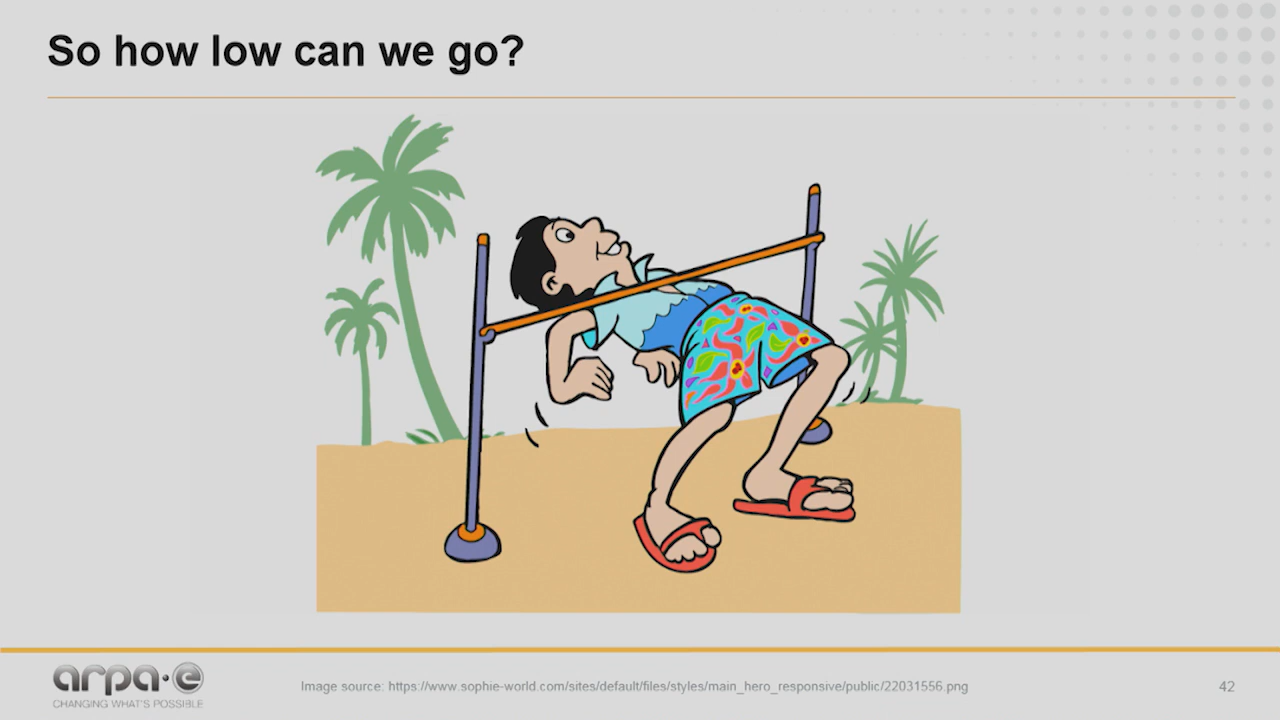 So how low can we go?
arpa·e
CHANGING WHAT'S POSSIBLE
Image source: https://www.sophie-world.com/sites/default/files/styles/main_hero_responsive/public/22031556.png
42